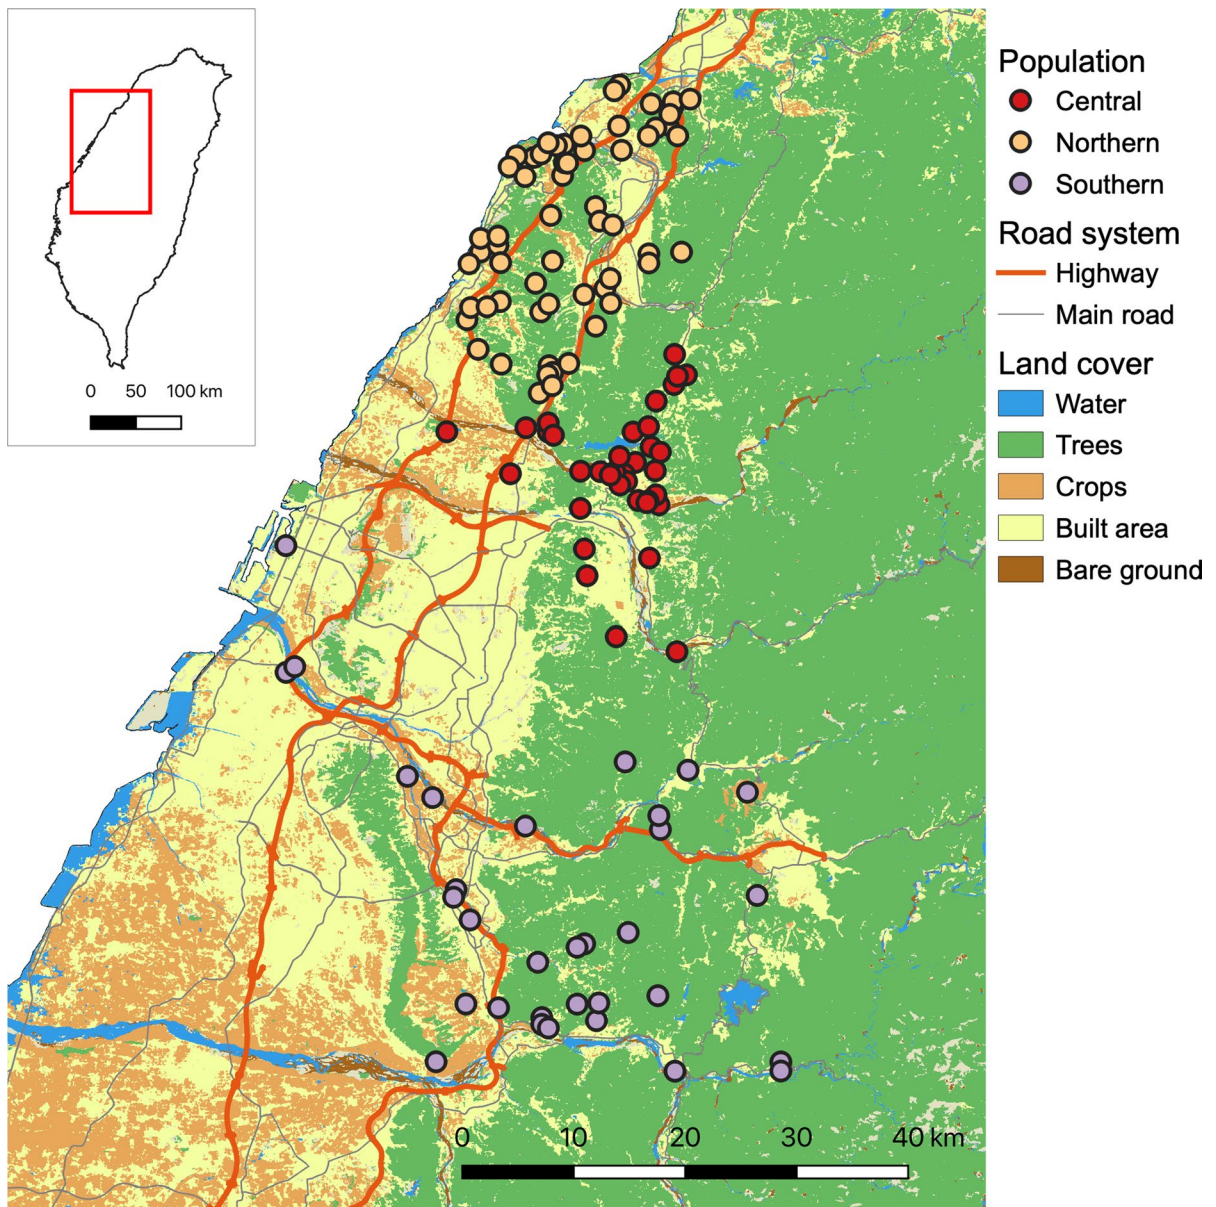 Population
Central
Northern
Southern
Road system
Highway
Main road
Land cover
Water
Trees
Crops
Built area
Bare ground
0 50 100 km
0 10 20 30 40 km